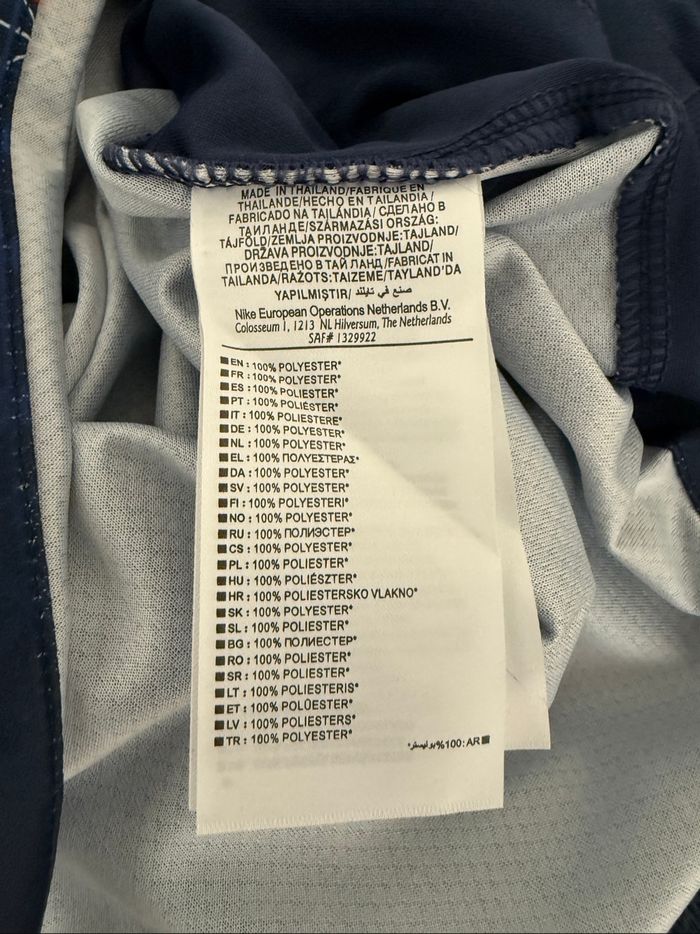 MADE IN THAILAND/FABRIQUE EN
THAILANDE/HECHO EN TAILANDIA/
FABRICADO NA TAILÂNDIA/ СДЕЛАНО В
ТАИЛАНДЕ/SZÁRMAZÁSI ORSZÁG:
TÁJFÖLD/ZEMLJA PROIZVODNJE:TAJLAND/
DRŽAVA PROIZVODNJE:TAJLAND/
ПРОИЗВЕДЕНО В ТАЙ ЛАНД/FABRICAT IN
TAILANDA/RAŽOTS:TAIZEME/TAYLAND'DA
YAPILMIŞTIR/ صنع في تايلند
Nike European Operations Netherlands B.V.
Colosseum 1, 1213 NL Hilversum, The Netherlands
SAF# 1329922
■EN : 100% POLYESTER*
■FR : 100% POLYESTER*
■ES : 100% POLIESTER*
■PT : 100% POLIÉSTER*
■IT : 100% POLIESTERE*
■DE : 100% POLYESTER*
■NL : 100% POLYESTER*
■EL : 100% ΠΟΛΥΕΣΤΕΡΑΣ*
■DA : 100% POLYESTER*
■SV : 100% POLYESTER*
■FI : 100% POLYESTERI*
■NO : 100% POLYESTER*
■RU : 100% ПОЛИЭСТЕР*
■CS : 100% POLYESTER*
■PL : 100% POLIESTER*
■HU : 100% POLIÉSZTER*
■HR : 100% POLIESTERSKO VLAKNO*
■SK : 100% POLYESTER*
■SL : 100% POLIESTER*
■BG : 100% ПОЛИЕСТЕР*
■RO : 100% POLIESTER*
■SR : 100% POLIESTER*
■LT : 100% POLIESTERIS*
■ET : 100% POLÜESTER*
■LV : 100% POLIESTERS*
■TR : 100% POLYESTER*
■AR :100% بوليستر*